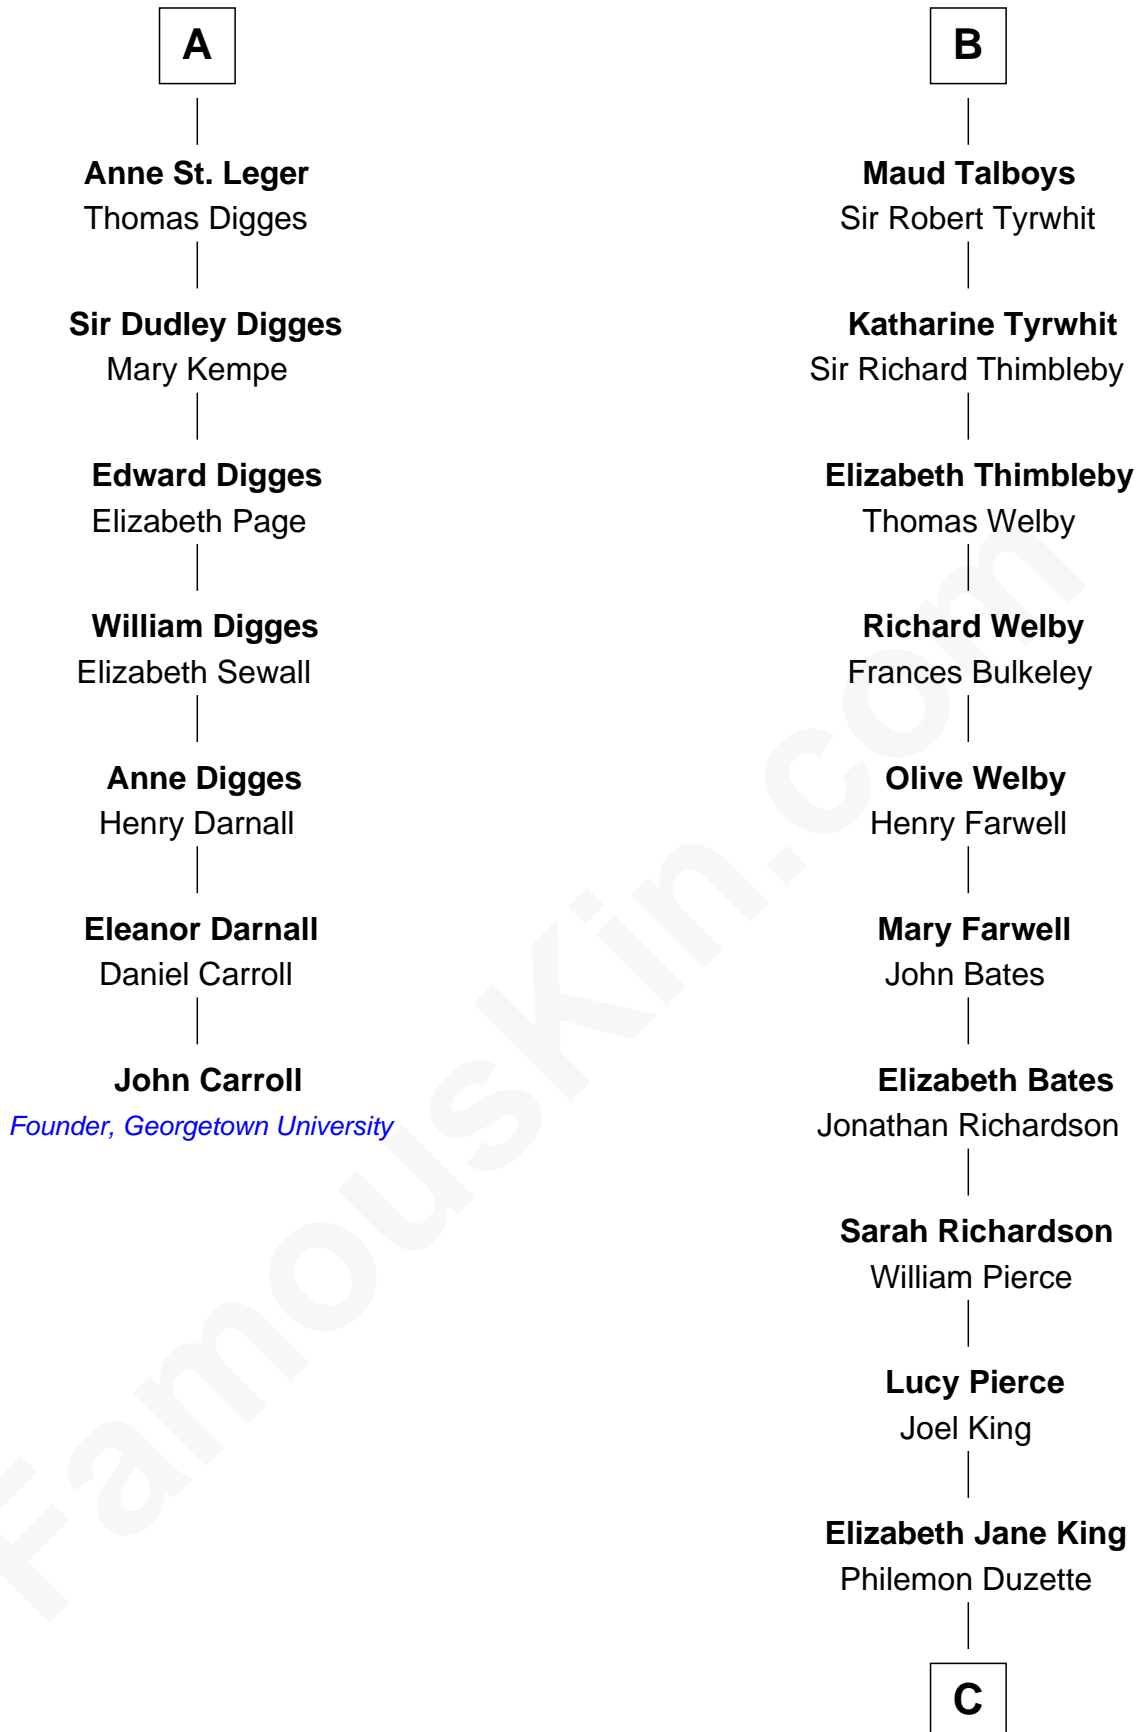 A
Anne St. Leger
Thomas Digges
Sir Dudley Digges
Mary Kempe
Edward Digges
Elizabeth Page
William Digges
Elizabeth Sewall
Anne Digges
Henry Darnall
Eleanor Darnall
Daniel Carroll
John Carroll
Founder, Georgetown University
B
Maud Talboys
Sir Robert Tyrwhit
Katharine Tyrwhit
Sir Richard Thimbleby
Elizabeth Thimbleby
Thomas Welby
Richard Welby
Frances Bulkeley
Olive Welby
Henry Farwell
Mary Farwell
John Bates
Elizabeth Bates
Jonathan Richardson
Sarah Richardson
William Pierce
Lucy Pierce
Joel King
Elizabeth Jane King
Philemon Duzette
C
FamousKin.com